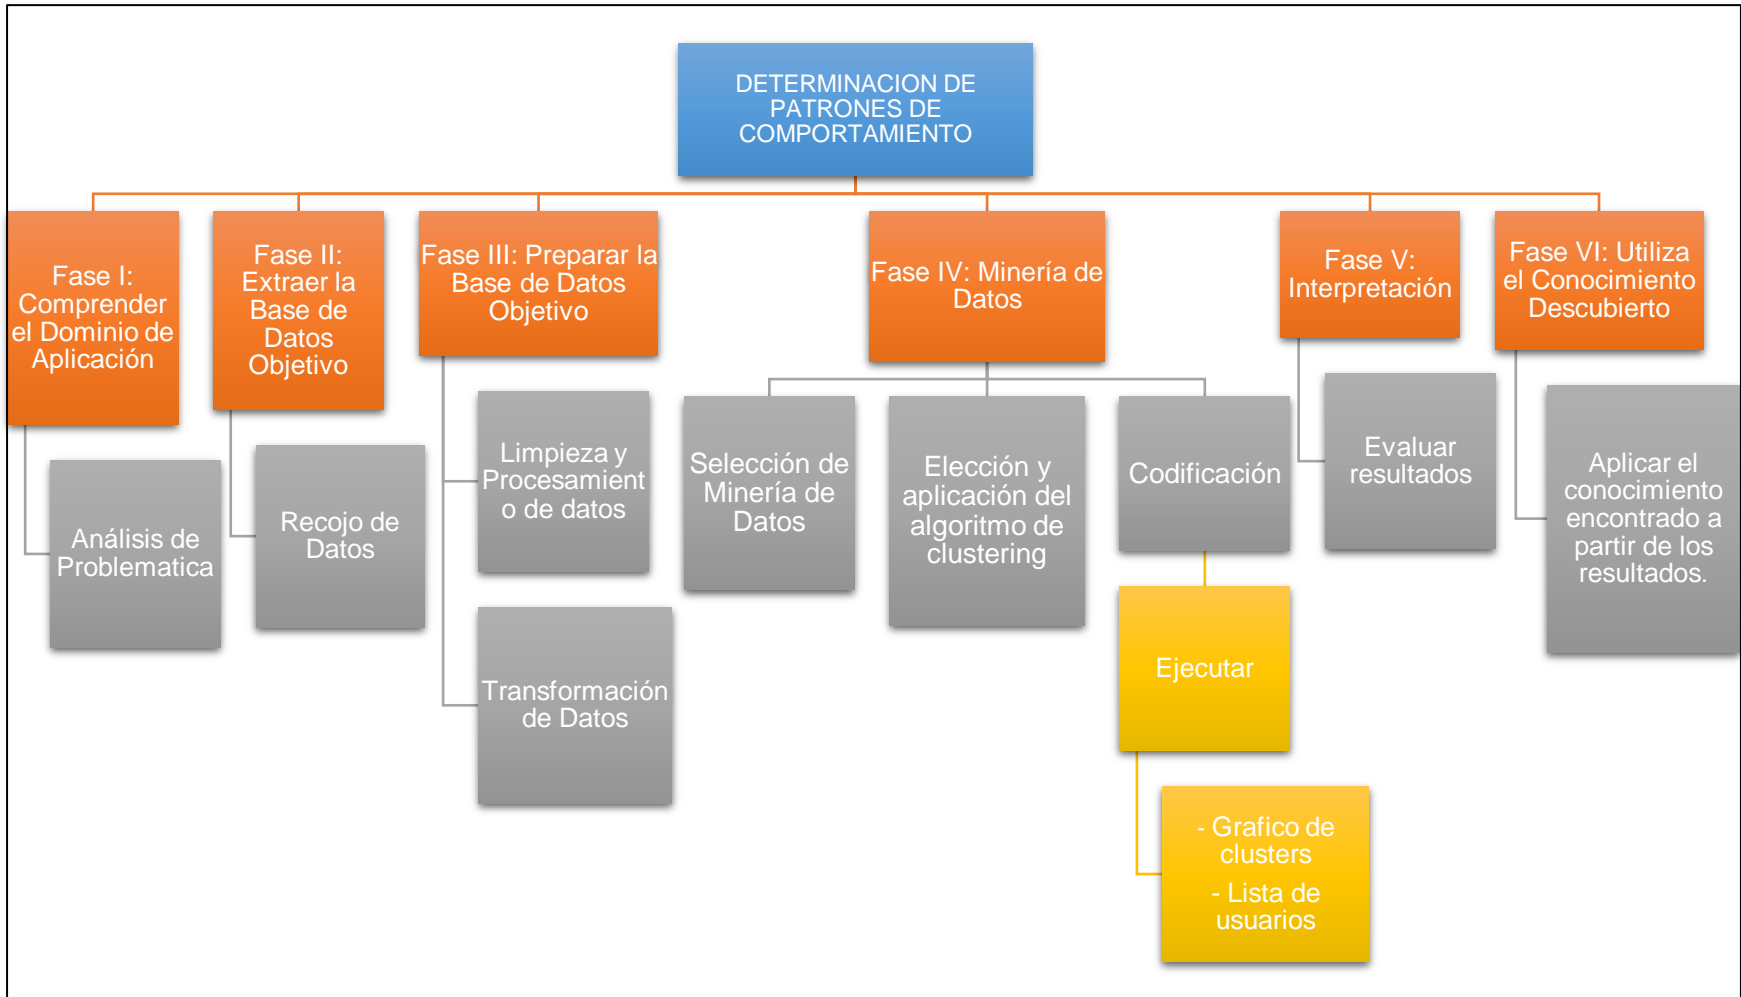 DETERMINACION DE
PATRONES DE
COMPORTAMIENTO
Fase I:
Comprender
el Dominio de
Aplicación
Fase II:
Extraer la
Base de
Datos
Objetivo
Fase III: Preparar la
Base de Datos
Objetivo
Fase IV: Minería de
Datos
Fase V:
Interpretación
Fase VI: Utiliza
el Conocimiento
Descubierto
Análisis de
Problematica
Recojo de
Datos
Limpieza y
Procesamient
o de datos
Transformación
de Datos
Selección de
Minería de
Datos
Elección y
aplicación del
algoritmo de
clustering
Codificación
Ejecutar
- Grafico de
clusters
- Lista de
usuarios
Evaluar
resultados
Aplicar el
conocimiento
encontrado a
partir de los
resultados.